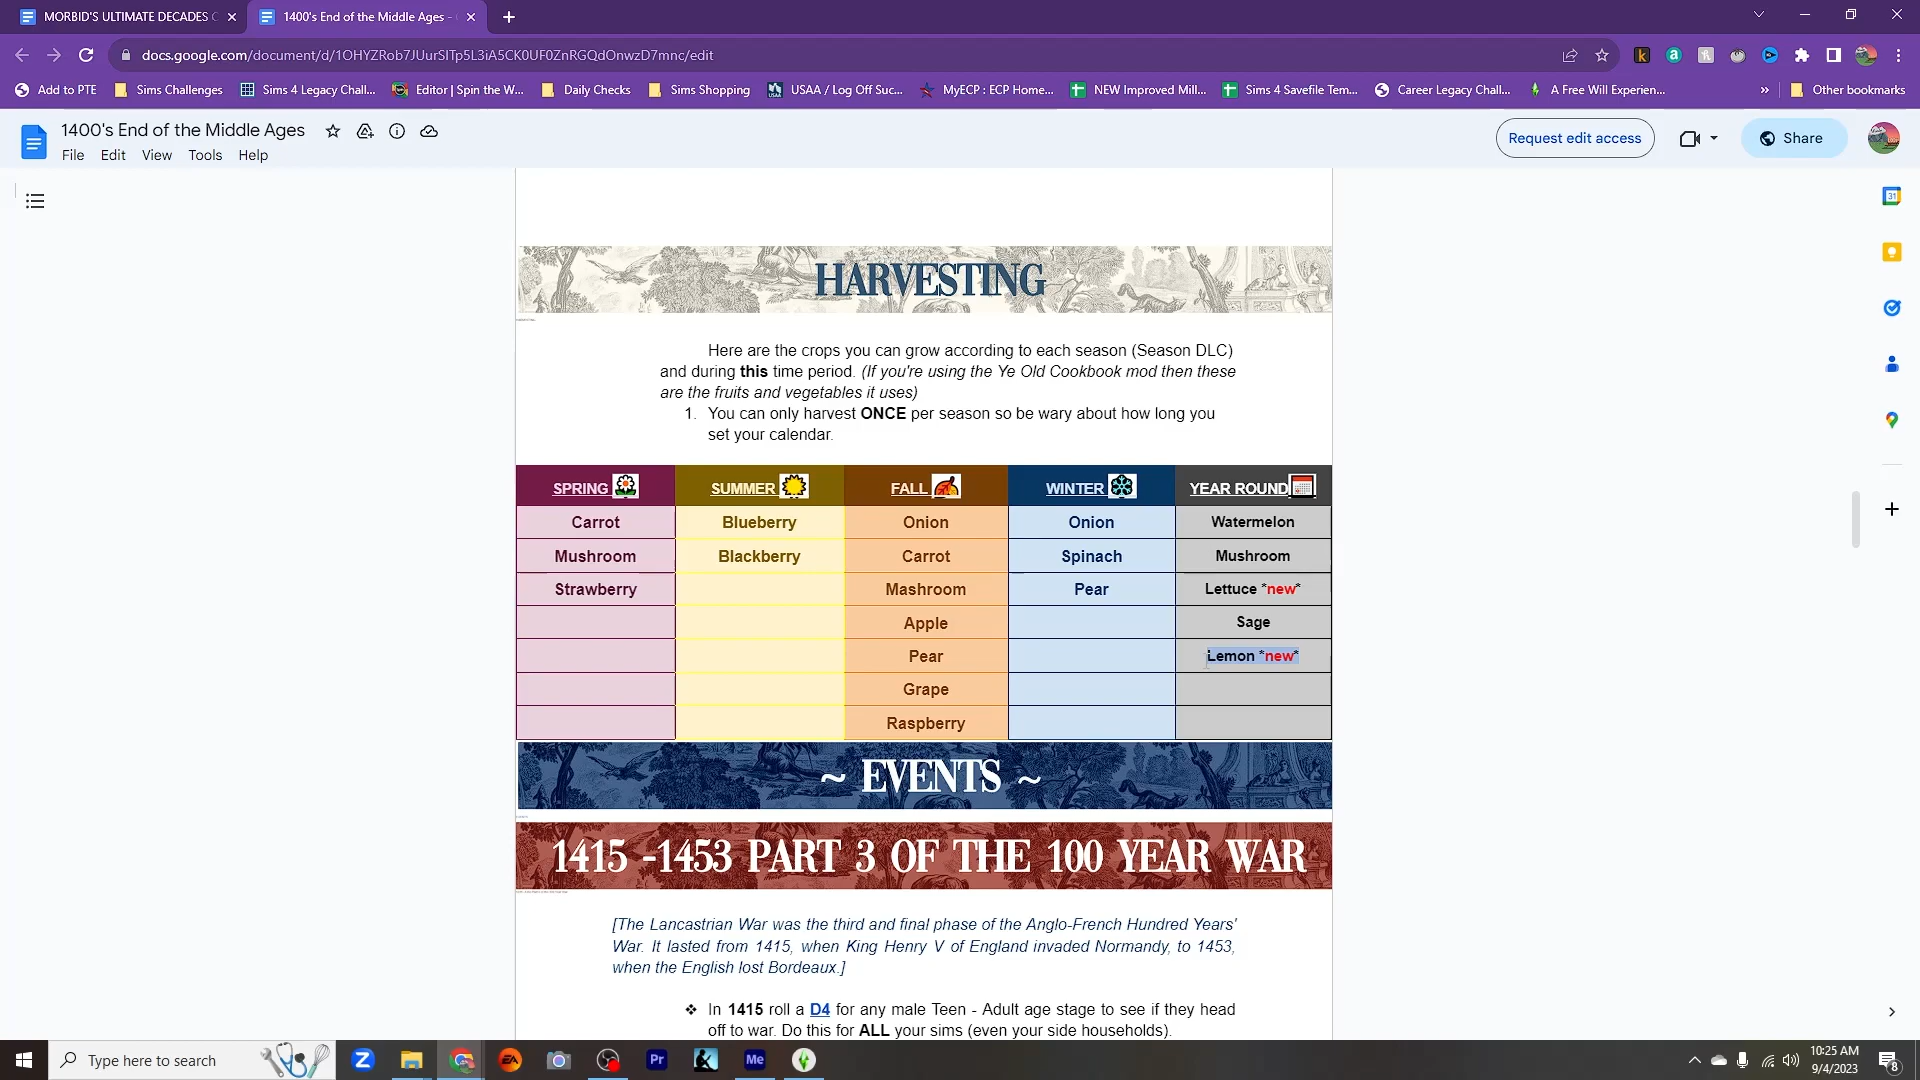 MORBID'S ULTIMATE DECADES C
1400's End of the Middle Ages -
docs.google.com/document/d/1OHYZRob7JUurSITp5L3iA5CK0UF0ZnRGQdOnwzD7mnc/edit
Add to PTE
Sims Challenges
Sims 4 Legacy Chall...
Editor | Spin the W...
Daily Checks
Sims Shopping
USAA / Log Off Suc...
MyECP : ECP Home...
NEW Improved Mill...
Sims 4 Savefile Tem...
Career Legacy Chall...
A Free Will Experien...
»
Other bookmarks
1400's End of the Middle Ages
File Edit View Tools Help
Request edit access
Share
31
HARVESTING
Here are the crops you can grow according to each season (Season DLC)
and during this time period. (If you're using the Ye Old Cookbook mod then these
are the fruits and vegetables it uses)
1. You can only harvest ONCE per season so be wary about how long you
set your calendar.
SPRING SUMMER FALL WINTER YEAR ROUND
Carrot Blueberry Onion Onion Watermelon
Mushroom Blackberry Carrot Spinach Mushroom
Strawberry Mashroom Pear Lettuce *new*
Apple Sage
Pear Lemon *new*
Grape
Raspberry
~ EVENTS ~
1415 -1453 PART 3 OF THE 100 YEAR WAR
[The Lancastrian War was the third and final phase of the Anglo-French Hundred Years'
War. It lasted from 1415, when King Henry V of England invaded Normandy, to 1453,
when the English lost Bordeaux.]
❖ In 1415 roll a D4 for any male Teen - Adult age stage to see if they head
off to war. Do this for ALL your sims (even your side households).
Type here to search
Z
EA
Pr
Me
10:25 AM
9/4/2023
8